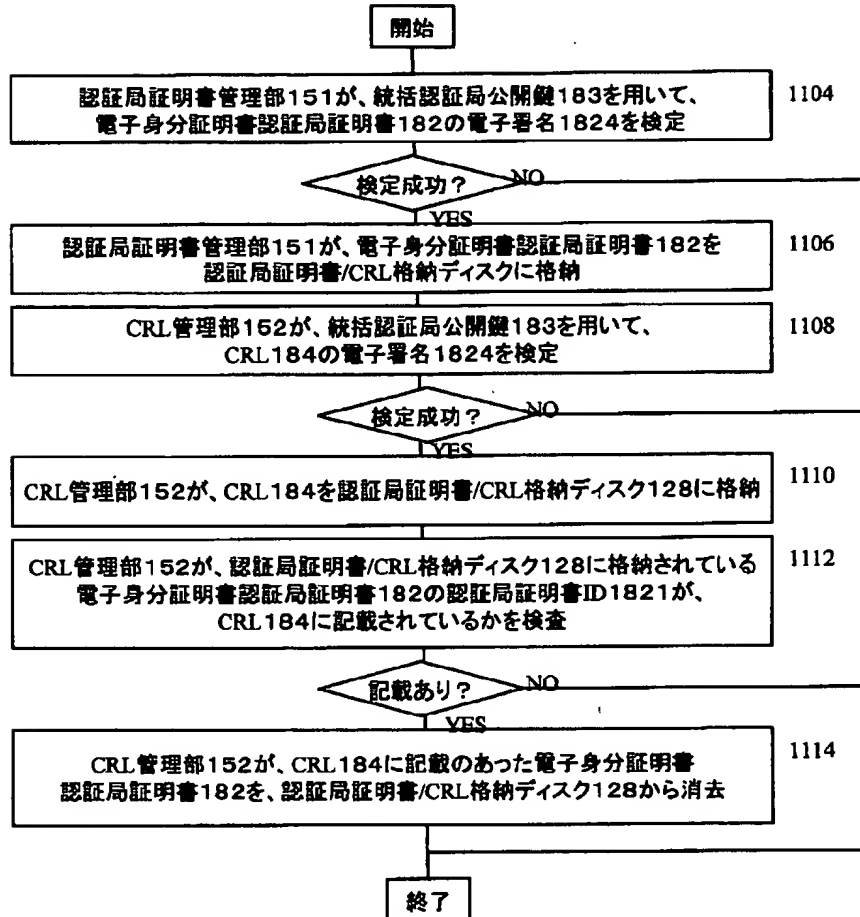 開始
認証局証明書管理部151が、統括認証局公開鍵183を用いて、
電子身分証明書認証局証明書182の電子署名1824を検定
1104
検定成功？
NO
YES
認証局証明書管理部151が、電子身分証明書認証局証明書182を
認証局証明書/CRL格納ディスクに格納
1106
CRL管理部152が、統括認証局公開鍵183を用いて、
CRL184の電子署名1824を検定
1108
検定成功？
NO
YES
CRL管理部152が、CRL184を認証局証明書/CRL格納ディスク128に格納
1110
CRL管理部152が、認証局証明書/CRL格納ディスク128に格納されている
電子身分証明書認証局証明書182の認証局証明書ID1821が、
CRL184に記載されているかを検査
1112
記載あり？
NO
YES
CRL管理部152が、CRL184に記載のあった電子身分証明書
認証局証明書182を、認証局証明書/CRL格納ディスク128から消去
1114
終了